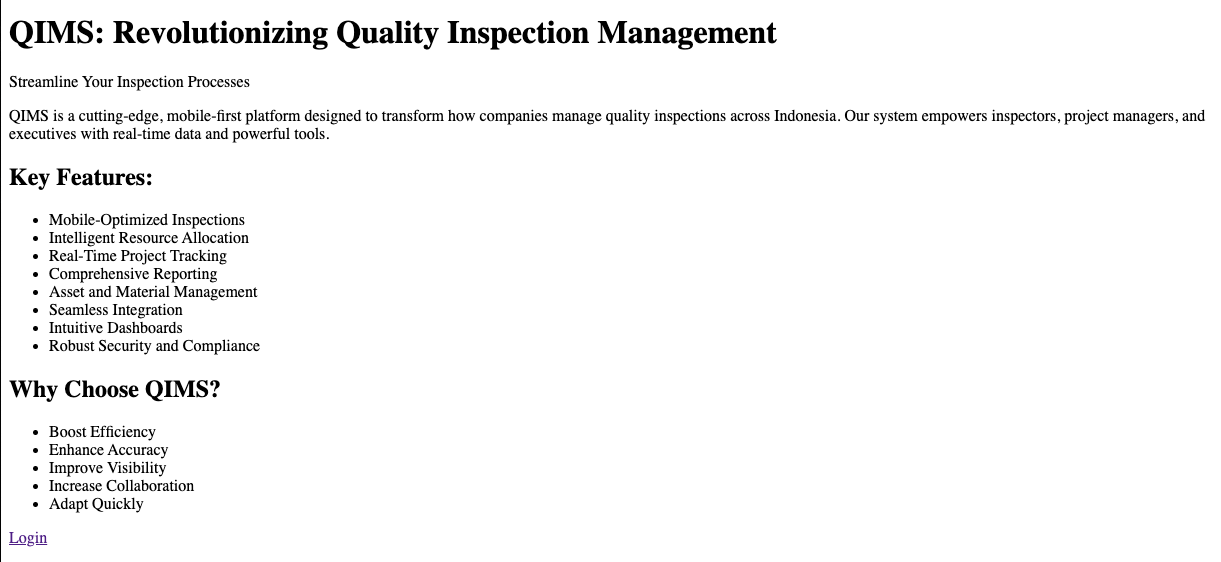 QIMS: Revolutionizing Quality Inspection Management
Streamline Your Inspection Processes
QIMS is a cutting-edge, mobile-first platform designed to transform how companies manage quality inspections across Indonesia. Our system empowers inspectors, project managers, and
executives with real-time data and powerful tools.
Key Features:
• Mobile-Optimized Inspections
• Intelligent Resource Allocation
• Real-Time Project Tracking
• Comprehensive Reporting
• Asset and Material Management
• Seamless Integration
• Intuitive Dashboards
• Robust Security and Compliance
Why Choose QIMS?
• Boost Efficiency
• Enhance Accuracy
• Improve Visibility
• Increase Collaboration
• Adapt Quickly
Login